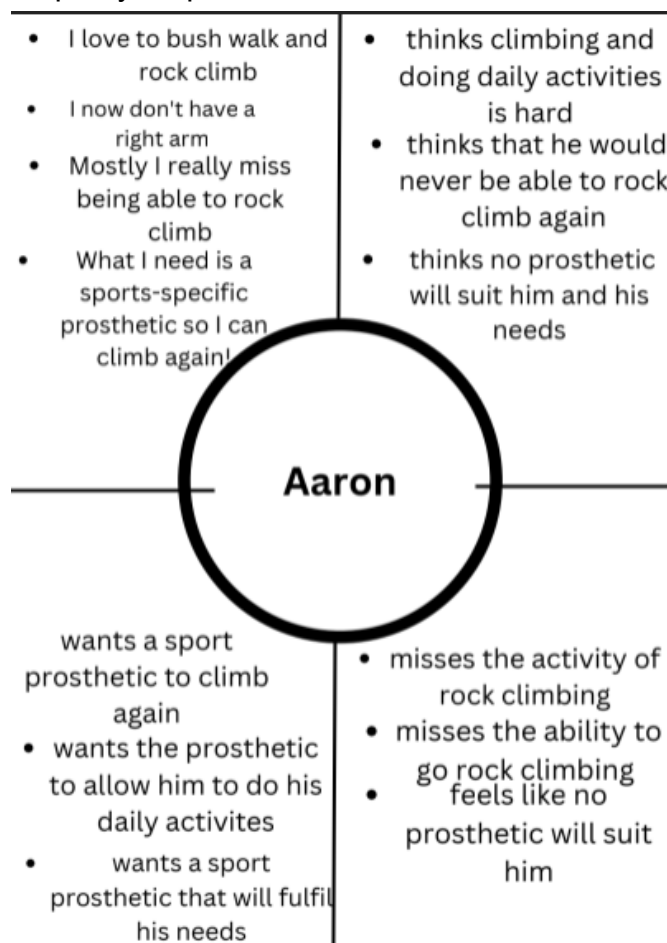 • I love to bush walk and
rock climb
• I now don't have a
right arm
• Mostly I really miss
being able to rock
climb
• What I need is a
sports-specific
prosthetic so I can
climb again!
• thinks climbing and
doing daily activities
is hard
• thinks that he would
never be able to rock
climb again
• thinks no prosthetic
will suit him and his
needs
Aaron
wants a sport
prosthetic to climb
again
• wants the prosthetic
to allow him to do his
daily activites
• wants a sport
prosthetic that will fulfil
his needs
• misses the activity of
rock climbing
• misses the ability to
go rock climbing
• feels like no
prosthetic will suit
him